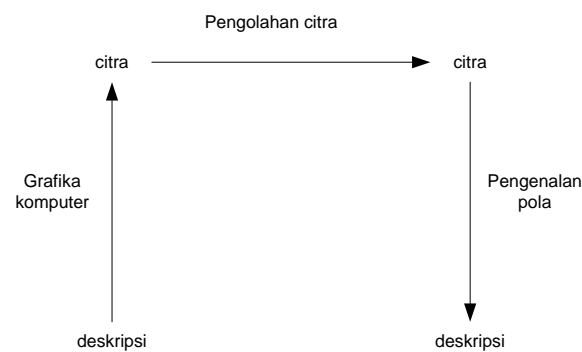 Pengolahan citra
citra
citra
Grafika
komputer
Pengenalan
pola
deskripsi
deskripsi